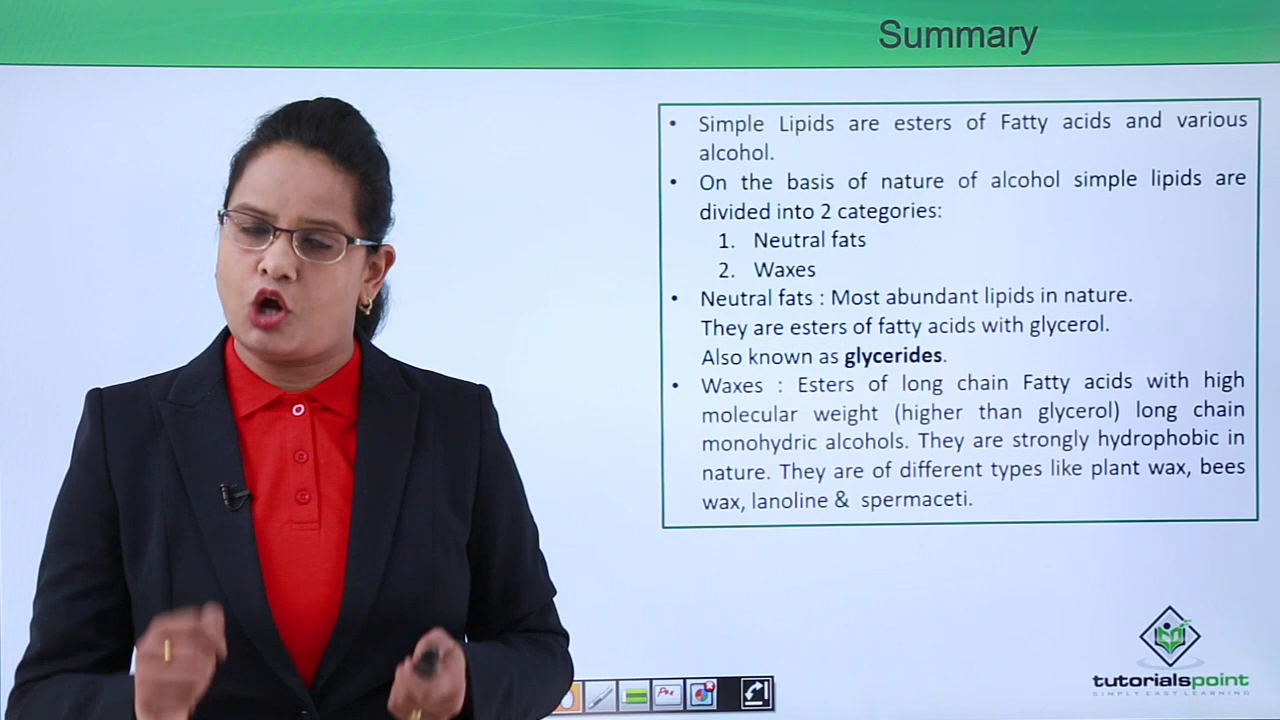 Summary
• Simple Lipids are esters of Fatty acids and various
alcohol.
• On the basis of nature of alcohol simple lipids are
divided into 2 categories:
1. Neutral fats
2. Waxes
• Neutral fats : Most abundant lipids in nature.
They are esters of fatty acids with glycerol.
Also known as glycerides.
• Waxes : Esters of long chain Fatty acids with high
molecular weight (higher than glycerol) long chain
monohydric alcohols. They are strongly hydrophobic in
nature. They are of different types like plant wax, bees
wax, lanoline & spermaceti.
tutorialspoint
SIMPLY EASY LEARNING
Pen